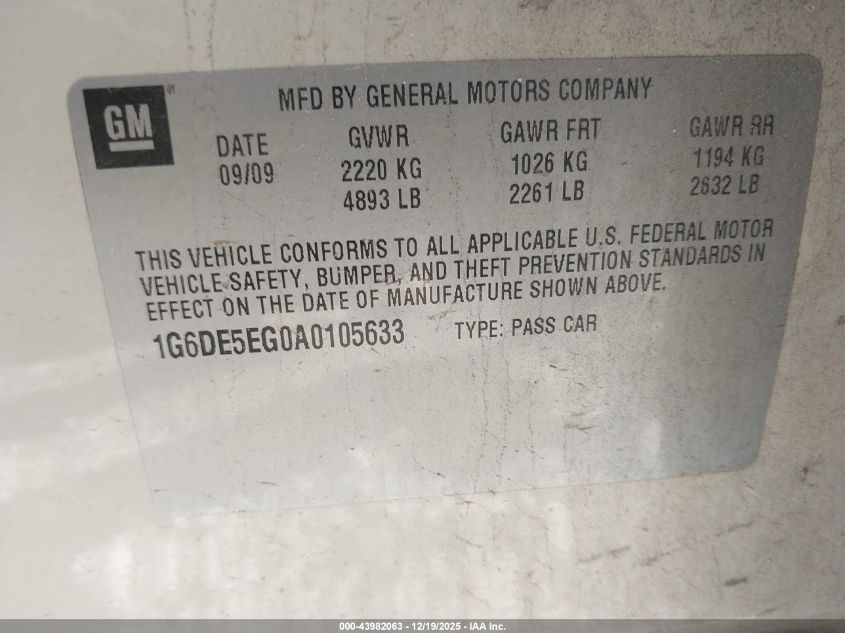 GM
MFD BY GENERAL MOTORS COMPANY
DATE GVWR GAWR FRT GAWR RR
09/09 2220 KG 1026 KG 1194 KG
4893 LB 2261 LB 2632 LB
THIS VEHICLE CONFORMS TO ALL APPLICABLE U.S. FEDERAL MOTOR
VEHICLE SAFETY, BUMPER, AND THEFT PREVENTION STANDARDS IN
EFFECT ON THE DATE OF MANUFACTURE SHOWN ABOVE.
1G6DE5EG0A0105633 TYPE: PASS CAR
000-43982063 - 12/19/2025 - IAA Inc.